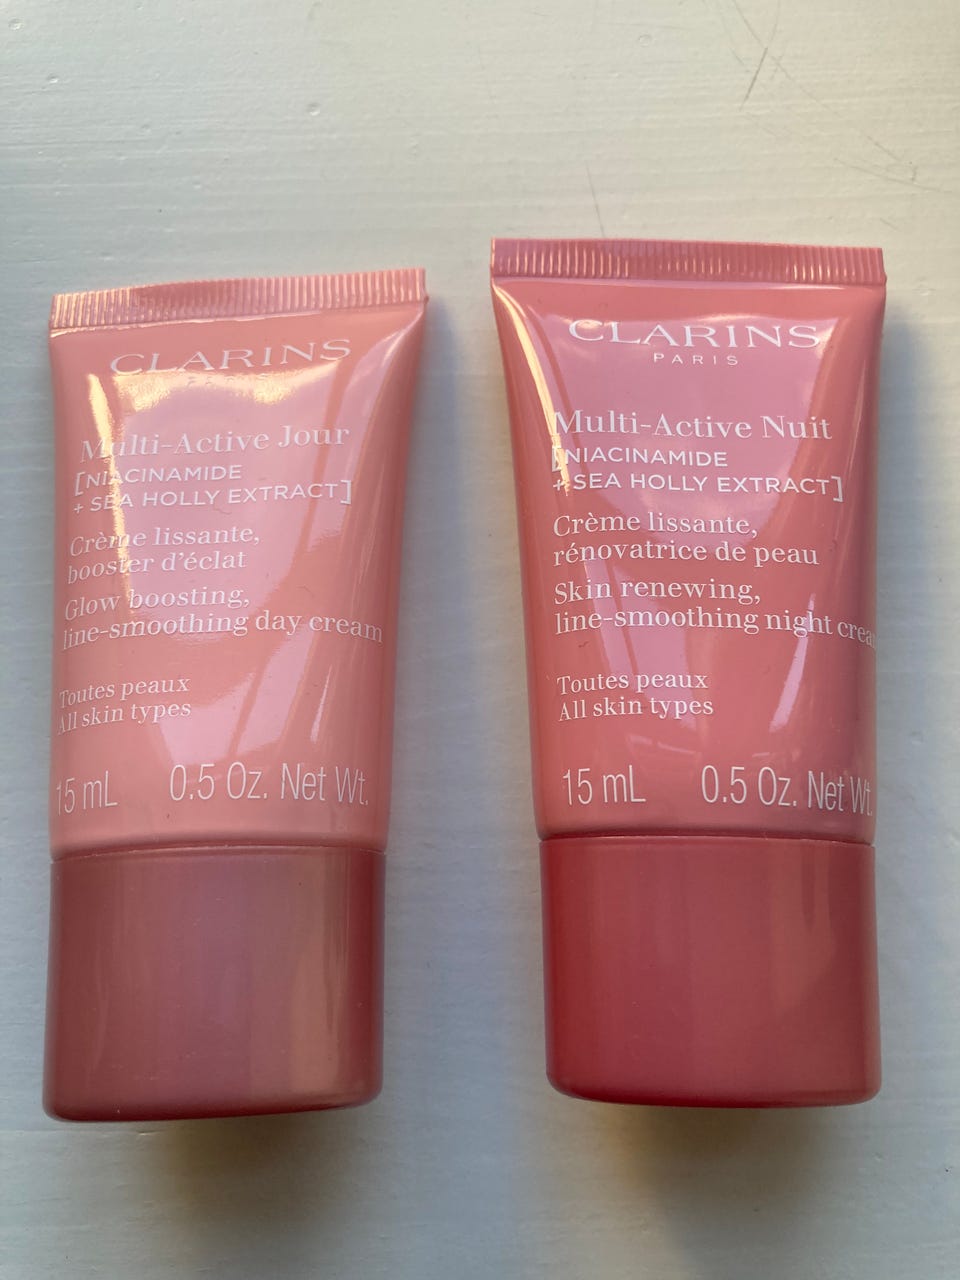 CLARINS
Multi-Active Jour
[NIACINAMIDE
+ SEA HOLLY EXTRACT]
Crème lissante,
booster d'éclat
Glow boosting,
line-smoothing day cream
Toutes peaux
All skin types
15 mL 0.5 Oz. Net Wt.
CLARINS
PARIS
Multi-Active Nuit
[NIACINAMIDE
+ SEA HOLLY EXTRACT]
Crème lissante,
rénovatrice de peau
Skin renewing,
line-smoothing night crea
Toutes peaux
All skin types
15 mL 0.5 Oz. Net Wt.